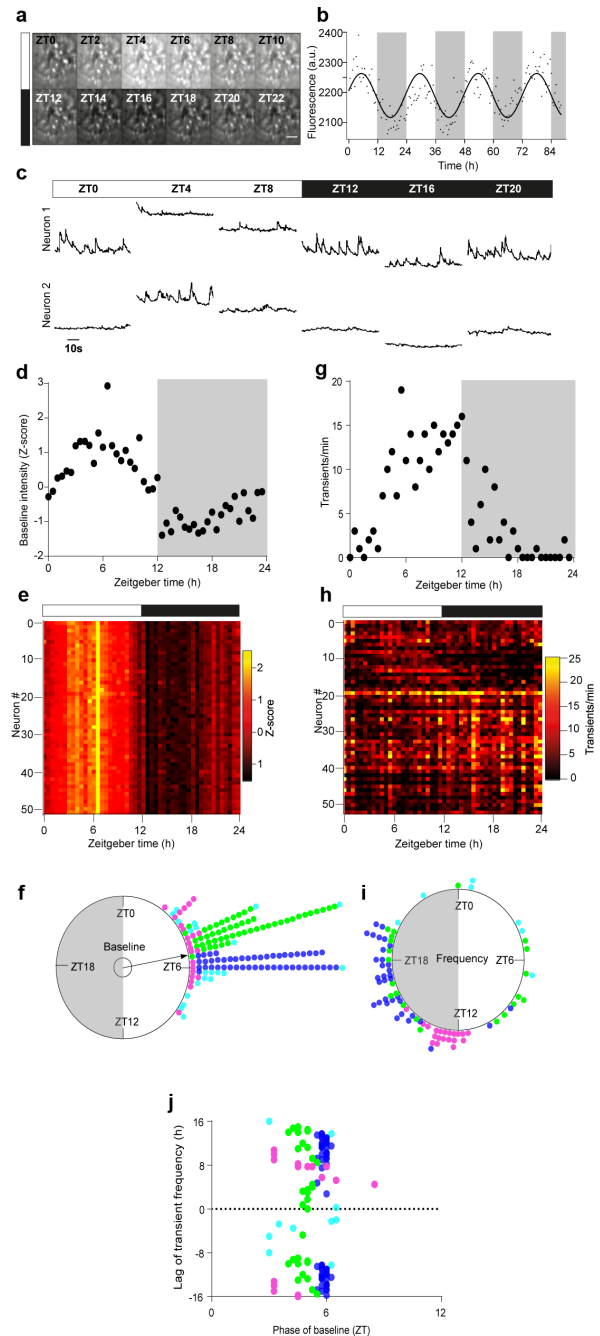 a
ZT0 ZT2 ZT4 ZT6 ZT8 ZT10
ZT12 ZT14 ZT16 ZT18 ZT20 ZT22
b
Fluorescence (a.u.)
2400
2300
2200
2100
0 12 24 36 48 60 72 84
Time (h)
c
ZT0 ZT4 ZT8 ZT12 ZT16 ZT20
Neuron 1
Neuron 2
10s
d
Baseline intensity (Z-score)
3
2
1
0
-1
-2
0 6 12 18 24
Zeitgeber time (h)
g
Transients/min
20
15
10
5
0
0 6 12 18 24
Zeitgeber time (h)
e
Neuron #
0
10
20
30
40
50
0 6 12 18 24
Zeitgeber time (h)
2
1
0
1
Z-score
h
Neuron #
0
10
20
30
40
50
0 6 12 18 24
Zeitgeber time (h)
25
20
15
10
5
0
Transients/min
f
ZT0
Baseline
ZT18 ZT6
ZT12
i
ZT0
ZT18 Frequency ZT6
ZT12
j
Lag of transient frequency (h)
16
8
0
-8
-16
0 6 12
Phase of baseline (ZT)